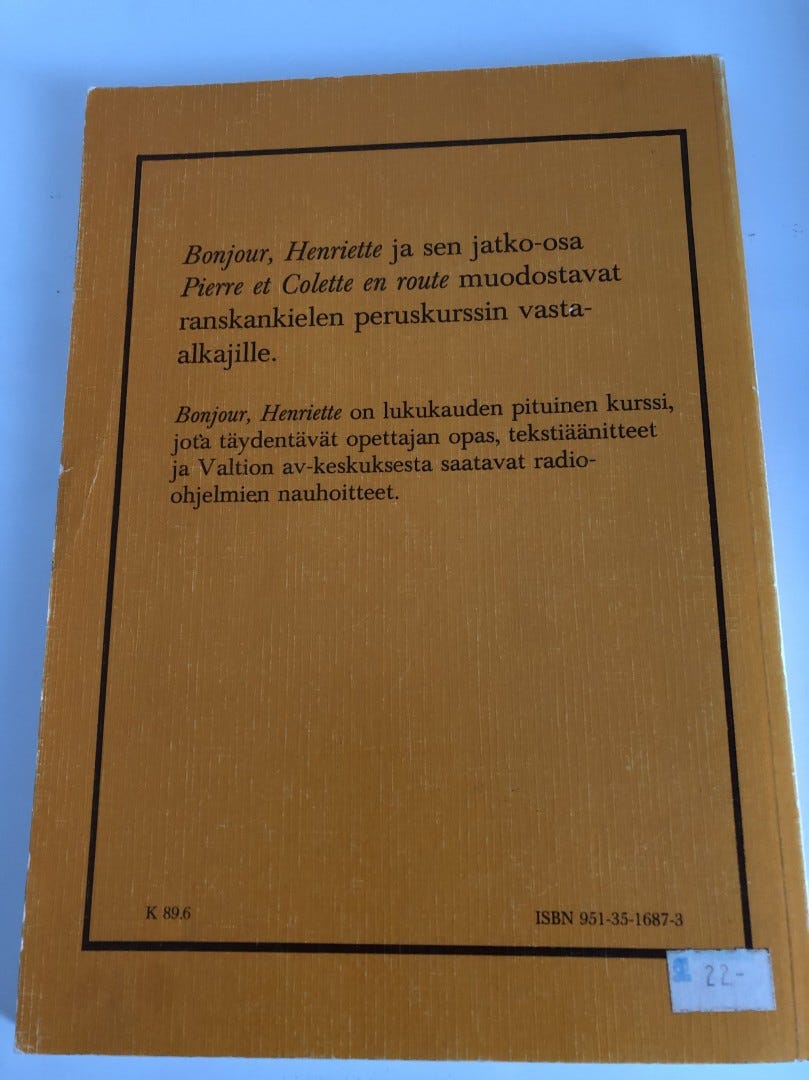 Bonjour, Henriette ja sen jatko-osa
Pierre et Colette en route muodostavat
ranskankielen peruskurssin vasta-
alkajille.
Bonjour, Henriette on lukukauden pituinen kurssi,
jota täydentävät opettajan opas, tekstiäänitteet
ja Valtion av-keskuksesta saatavat radio-
ohjelmien nauhoitteet.
K 89.6
ISBN 951-35-1687-3
22-